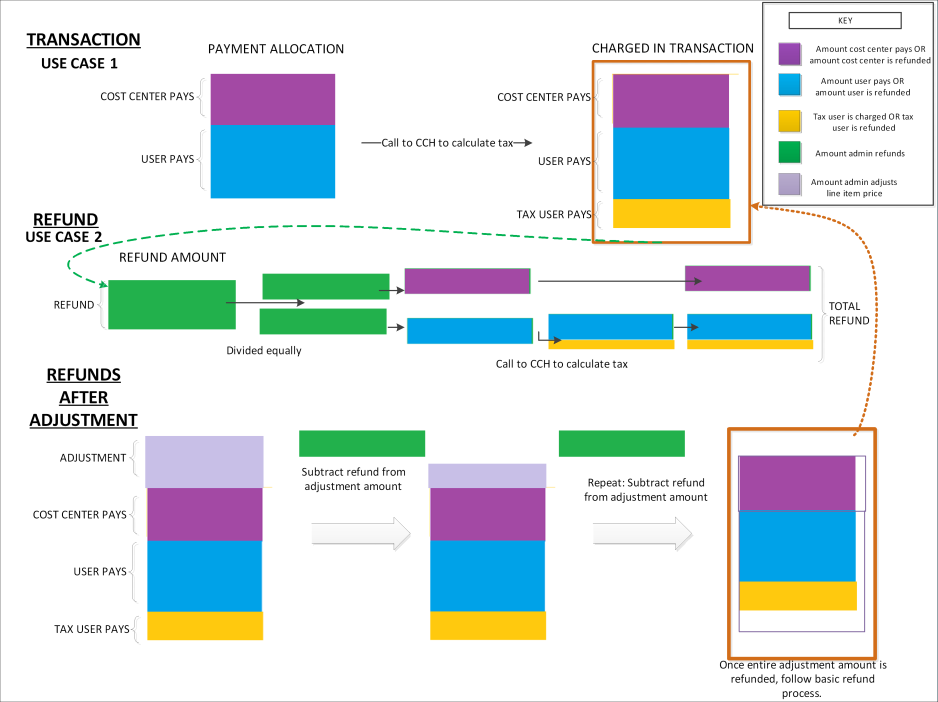 KEY
Amount cost center pays OR
amount cost center is refunded
Amount user pays OR
amount user is refunded
Tax user is charged OR tax
user is refunded
Amount admin refunds
Amount admin adjusts
line item price
TRANSACTION
USE CASE 1
PAYMENT ALLOCATION
CHARGED IN TRANSACTION
COST CENTER PAYS
USER PAYS
Call to CCH to calculate tax
COST CENTER PAYS
USER PAYS
TAX USER PAYS
REFUND
USE CASE 2
REFUND AMOUNT
REFUND
Divided equally
Call to CCH to calculate tax
TOTAL
REFUND
REFUNDS
AFTER
ADJUSTMENT
ADJUSTMENT
COST CENTER PAYS
USER PAYS
TAX USER PAYS
Subtract refund from
adjustment amount
Repeat: Subtract refund
from adjustment amount
Once entire adjustment amount is
refunded, follow basic refund
process.